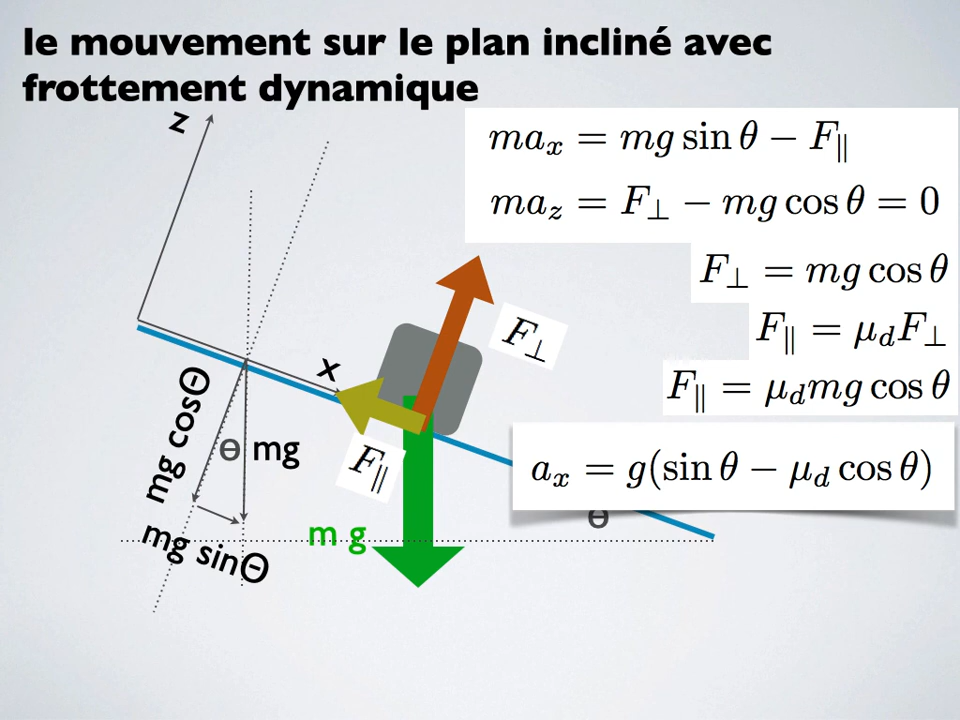 le mouvement sur le plan incliné avec
frottement dynamique
z
ma_x = mg sin θ − F_∥
ma_z = F_⊥ − mg cos θ = 0
F_⊥ = mg cos θ
F_∥ = μ_d F_⊥
F_∥ = μ_d mg cos θ
a_x = g(sin θ − μ_d cos θ)
F_⊥
x
mg cosΘ
Θ mg
F_∥
Θ
m g
mg sinΘ